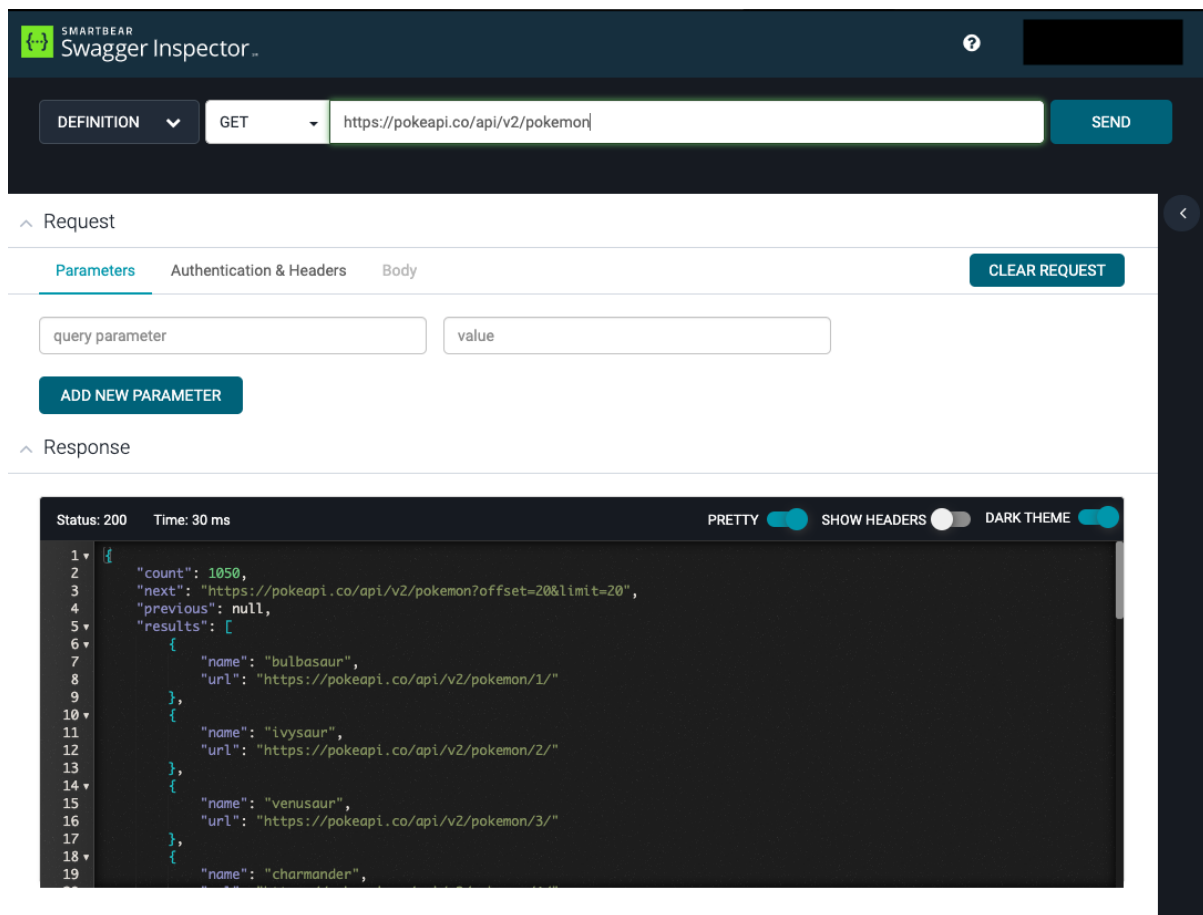 SMARTBEAR
Swagger Inspector
DEFINITION GET https://pokeapi.co/api/v2/pokemon SEND
Request
Parameters Authentication & Headers Body CLEAR REQUEST
query parameter value
ADD NEW PARAMETER
Response
Status: 200 Time: 30 ms PRETTY SHOW HEADERS DARK THEME
1 {
2 "count": 1050,
3 "next": "https://pokeapi.co/api/v2/pokemon?offset=20&limit=20",
4 "previous": null,
5 "results": [
6 {
7 "name": "bulbasaur",
8 "url": "https://pokeapi.co/api/v2/pokemon/1/"
9 },
10 {
11 "name": "ivysaur",
12 "url": "https://pokeapi.co/api/v2/pokemon/2/"
13 },
14 {
15 "name": "venusaur",
16 "url": "https://pokeapi.co/api/v2/pokemon/3/"
17 },
18 {
19 "name": "charmander",